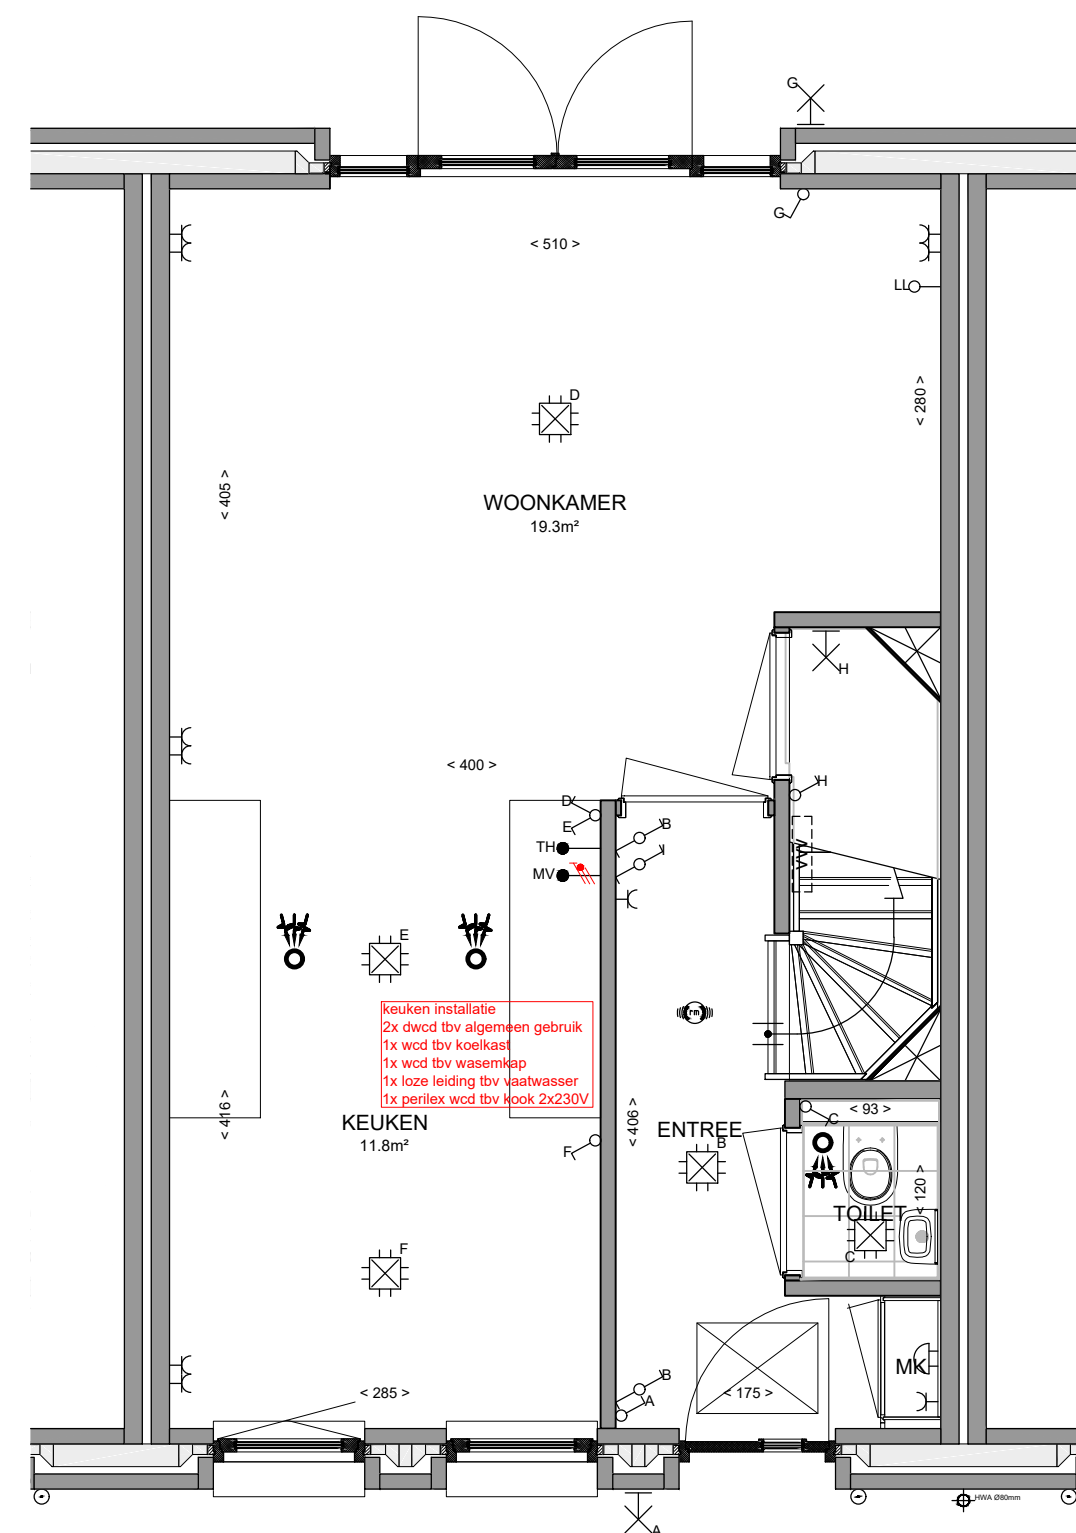 G
G
< 510 >
LL
D
< 280 >
< 405 >
WOONKAMER
19.3m²
H
< 400 >
H
D
E
B
TH
I
MV
VW
E
rm
keuken installatie
2x dwcd tbv algemeen gebruik
1x wcd tbv koelkast
1x wcd tbv wasemkap
1x loze leiding tbv vaatwasser
1x perilex wcd tbv kook 2x230V
< 416 >
< 406 >
< 93 >
C
KEUKEN
11.8m²
ENTREE
B
F
< 120 >
TOILET
C
F
MK
< 285 >
B
A
< 175 >
HWA Ø80mm
A